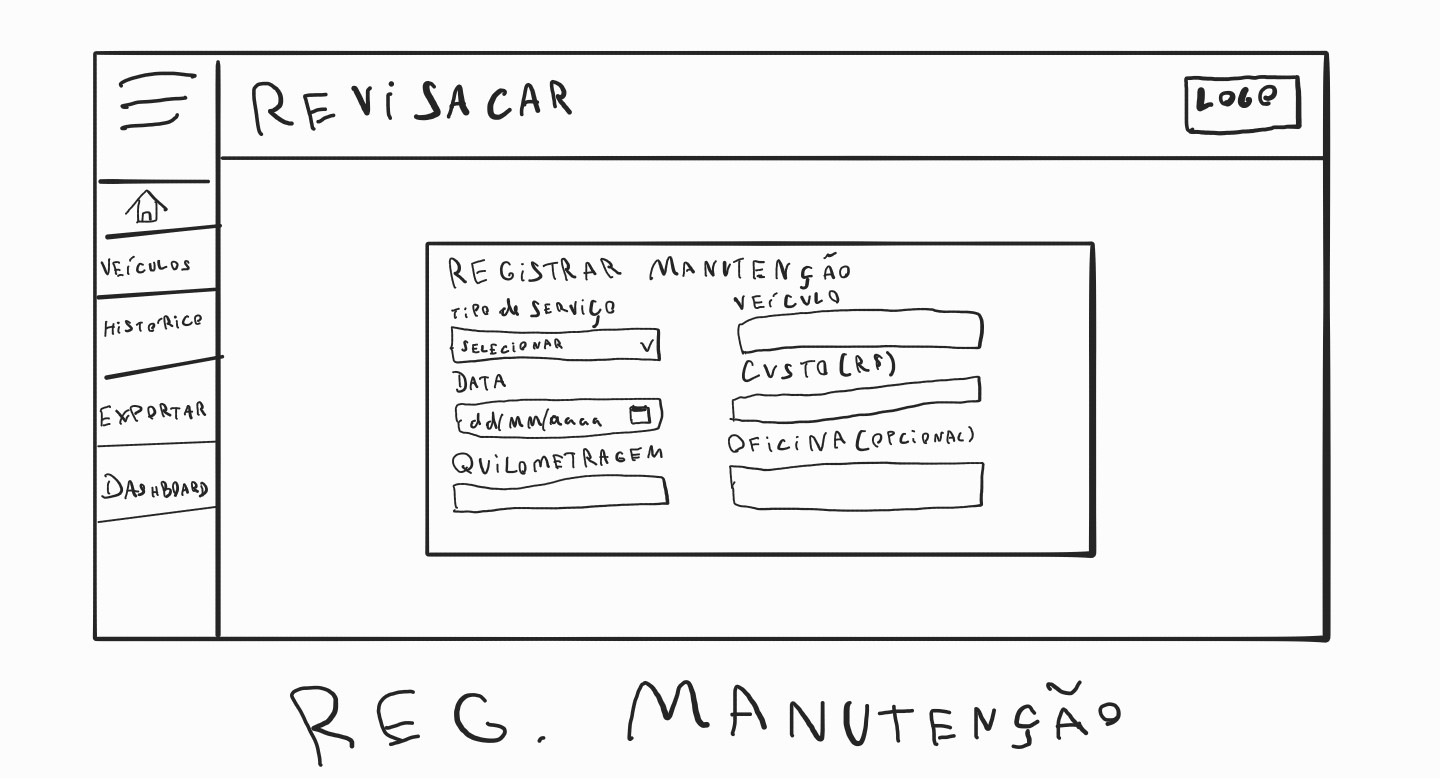 REVISACAR
LOGO
VEÍCULOS
HISTÓRICO
EXPORTAR
DASHBOARD
REGISTRAR MANUTENÇÃO
TIPO de SERVIÇO
SELECIONAR
DATA
dd/mm/aaaa
QUILOMETRAGEM
VEÍCULO
CUSTO (R$)
OFICINA (OPCIONAL)
REG. MANUTENÇÃO